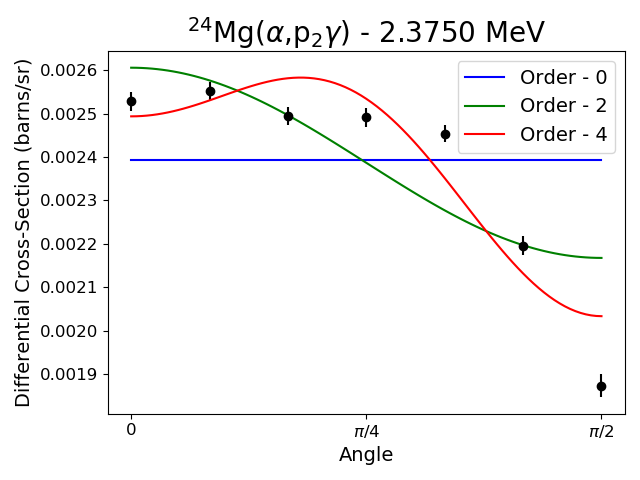 ²⁴Mg(α,p₂γ) - 2.3750 MeV
Differential Cross-Section (barns/sr)
0.0026
0.0025
0.0024
0.0023
0.0022
0.0021
0.0020
0.0019
Order - 0
Order - 2
Order - 4
0
π/4
π/2
Angle